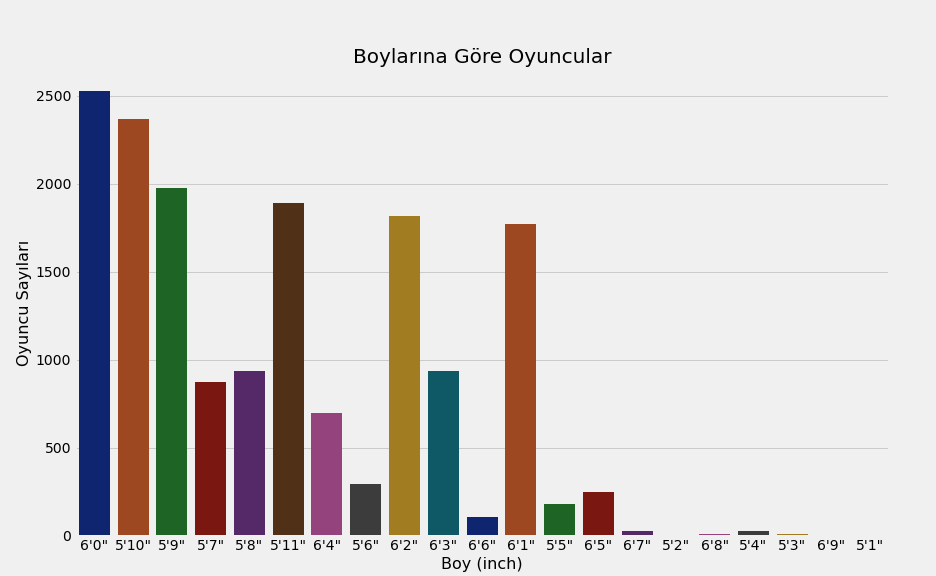 Boylarına Göre Oyuncular
Oyuncu Sayıları
2500
2000
1500
1000
500
0
6'0" 5'10" 5'9" 5'7" 5'8" 5'11" 6'4" 5'6" 6'2" 6'3" 6'6" 6'1" 5'5" 6'5" 6'7" 5'2" 6'8" 5'4" 5'3" 6'9" 5'1"
Boy (inch)